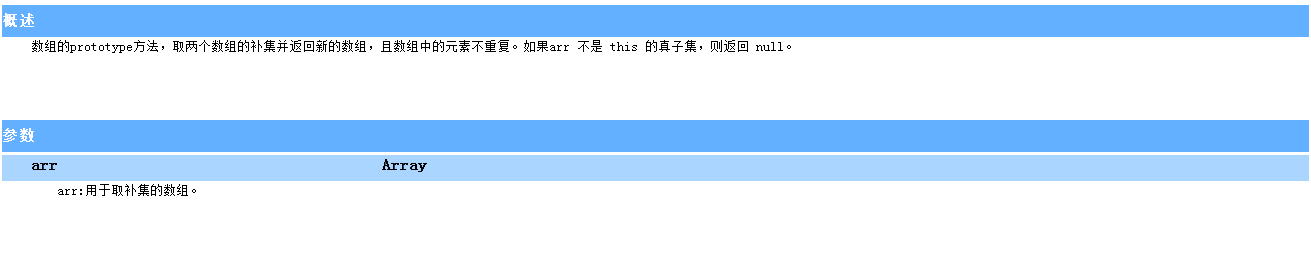 概述
数组的prototype方法，取两个数组的补集并返回新的数组，且数组中的元素不重复。如果arr 不是 this 的真子集，则返回 null。
参数
arr Array
arr:用于取补集的数组。